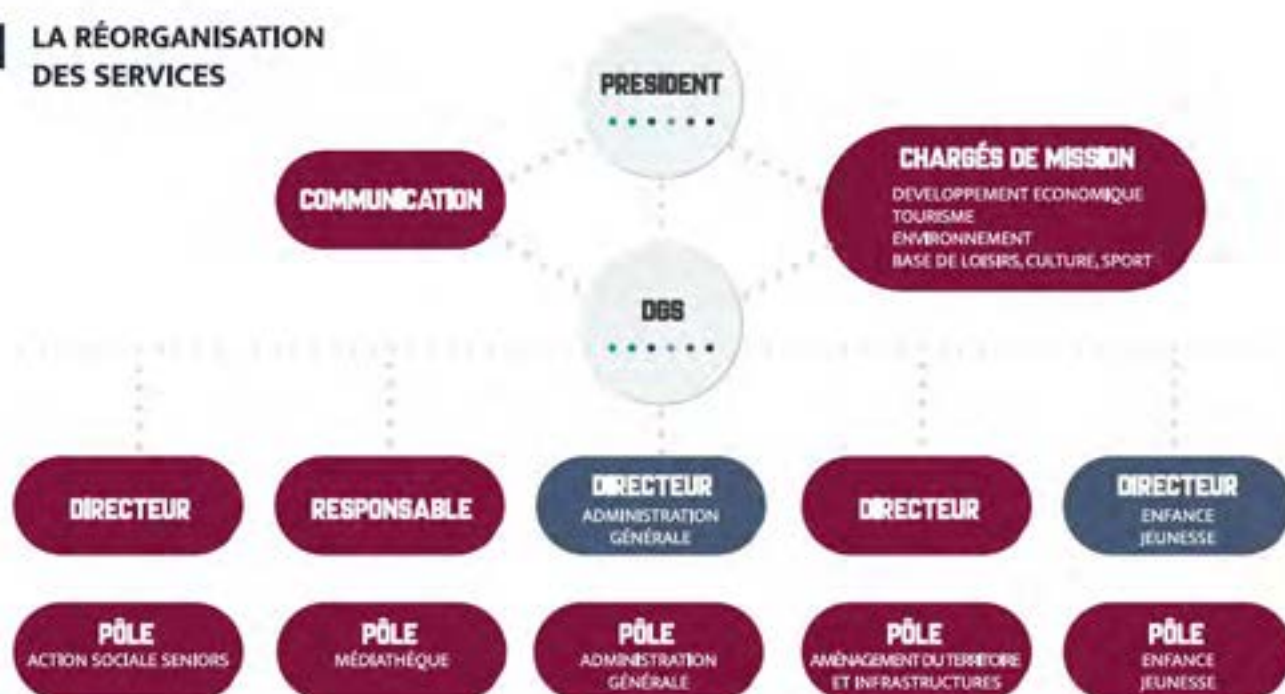 LA RÉORGANISATION
DES SERVICES
PRESIDENT
COMMUNICATION
CHARGÉS DE MISSION
DEVELOPPEMENT ECONOMIQUE
TOURISME
ENVIRONNEMENT
BASE DE LOISIRS, CULTURE, SPORT
DGS
DIRECTEUR
RESPONSABLE
DIRECTEUR
ADMINISTRATION
GÉNÉRALE
DIRECTEUR
DIRECTEUR
ENFANCE
JEUNESSE
PÔLE
ACTION SOCIALE SENIORS
PÔLE
MÉDIATHÈQUE
PÔLE
ADMINISTRATION
GÉNÉRALE
PÔLE
AMÉNAGEMENT DU TERRITOIRE
ET INFRASTRUCTURES
PÔLE
ENFANCE
JEUNESSE